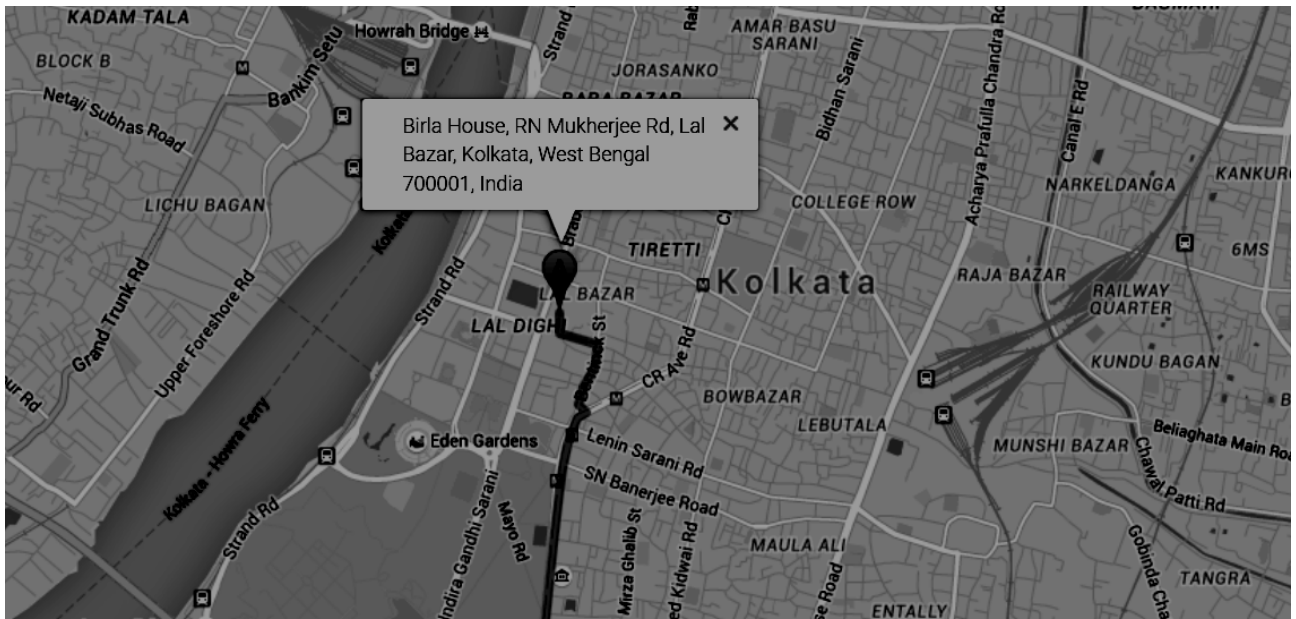 KADAM TALA
Howrah Bridge
Strand Rd
AMAR BASU
SARANI
BLOCK B
Bankim Setu
JORASANKO
Bidhan Sarani
Acharya Prafulla Chandra Rd
Canal E Rd
Netaji Subhas Road
Birla House, RN Mukherjee Rd, Lal
Bazar, Kolkata, West Bengal
700001, India
NARKELDANGA
LICHU BAGAN
COLLEGE ROW
TIRETTI
6MS
Grand Trunk Rd
Upper Foreshore Rd
Strand Rd
LAL BAZAR
Kolkata
RAJA BAZAR
RAILWAY
QUARTER
LAL DIGHI
CR Ave Rd
KUNDU BAGAN
BOWBAZAR
LEBUTALA
Kolkata - Howra Ferry
Eden Gardens
Lenin Sarani Rd
MUNSHI BAZAR
Beliaghata Main
SN Banerjee Road
Chawal Patti Rd
Strand Rd
Indira Gandhi Sarani
Mayo Rd
Mirza Ghalib St
ed Kidwai Rd
MAULA ALI
Gobinda
TANGRA
ENTALLY